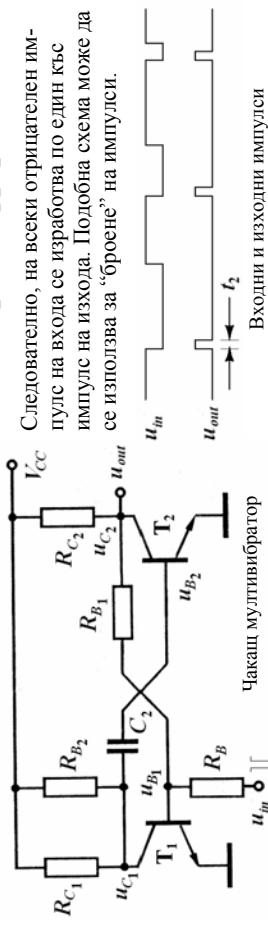 Следователно, на всеки отрицателен им-
пулс на входа се изработва по един къс
импулс на изхода. Подобна схема може да
се използва за “броене” на импулси.
u_in
u_out
t_2
Входни и изходни импулси
V_CC
R_C1
R_B2
R_C2
u_C2
u_out
R_B1
C_2
u_C1
u_B1
T_1
T_2
u_B2
R_B
u_in
Чакащ мултивибратор